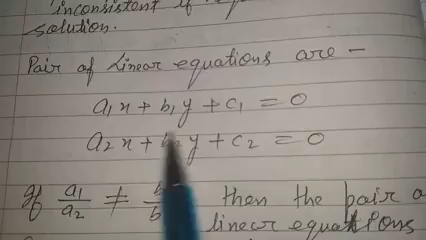 inconsistent if
solution.
Pair of Linear equations are -
a₁x + b₁y + c₁ = 0
a₂x + b₂y + c₂ = 0
If a₁/a₂ ≠ b/b then the pair
linear equations